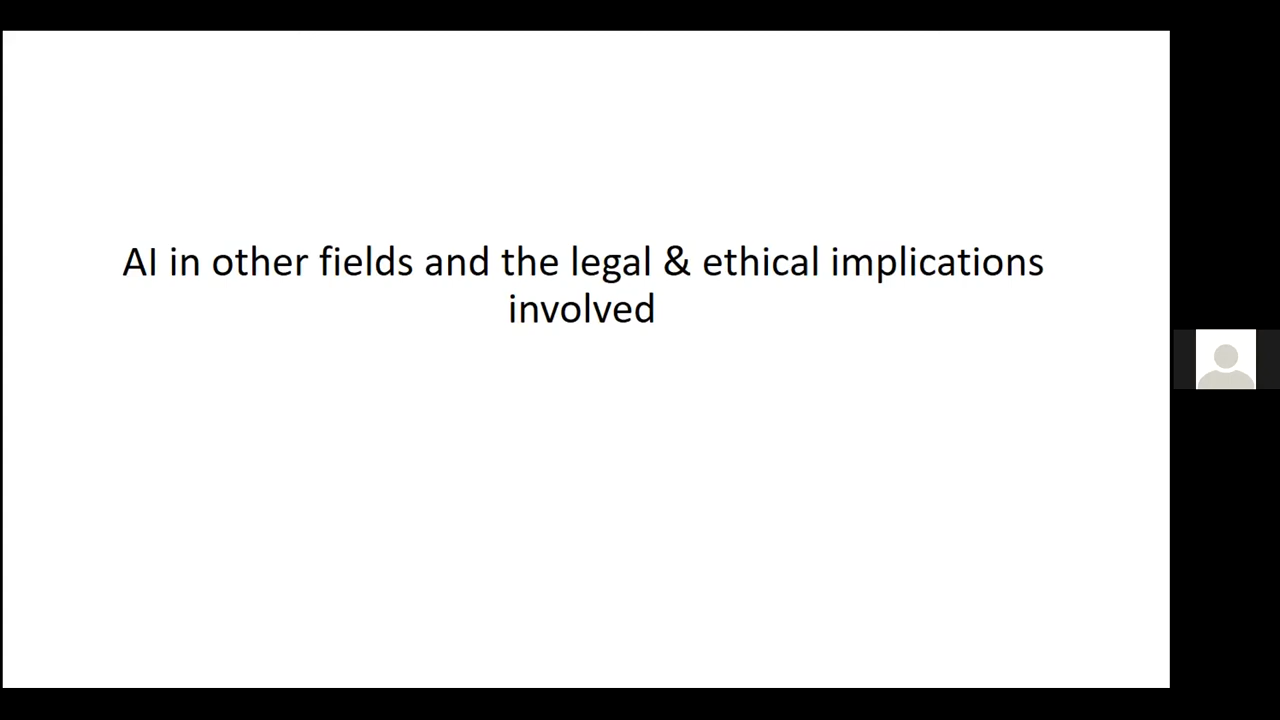 AI in other fields and the legal & ethical implications
involved